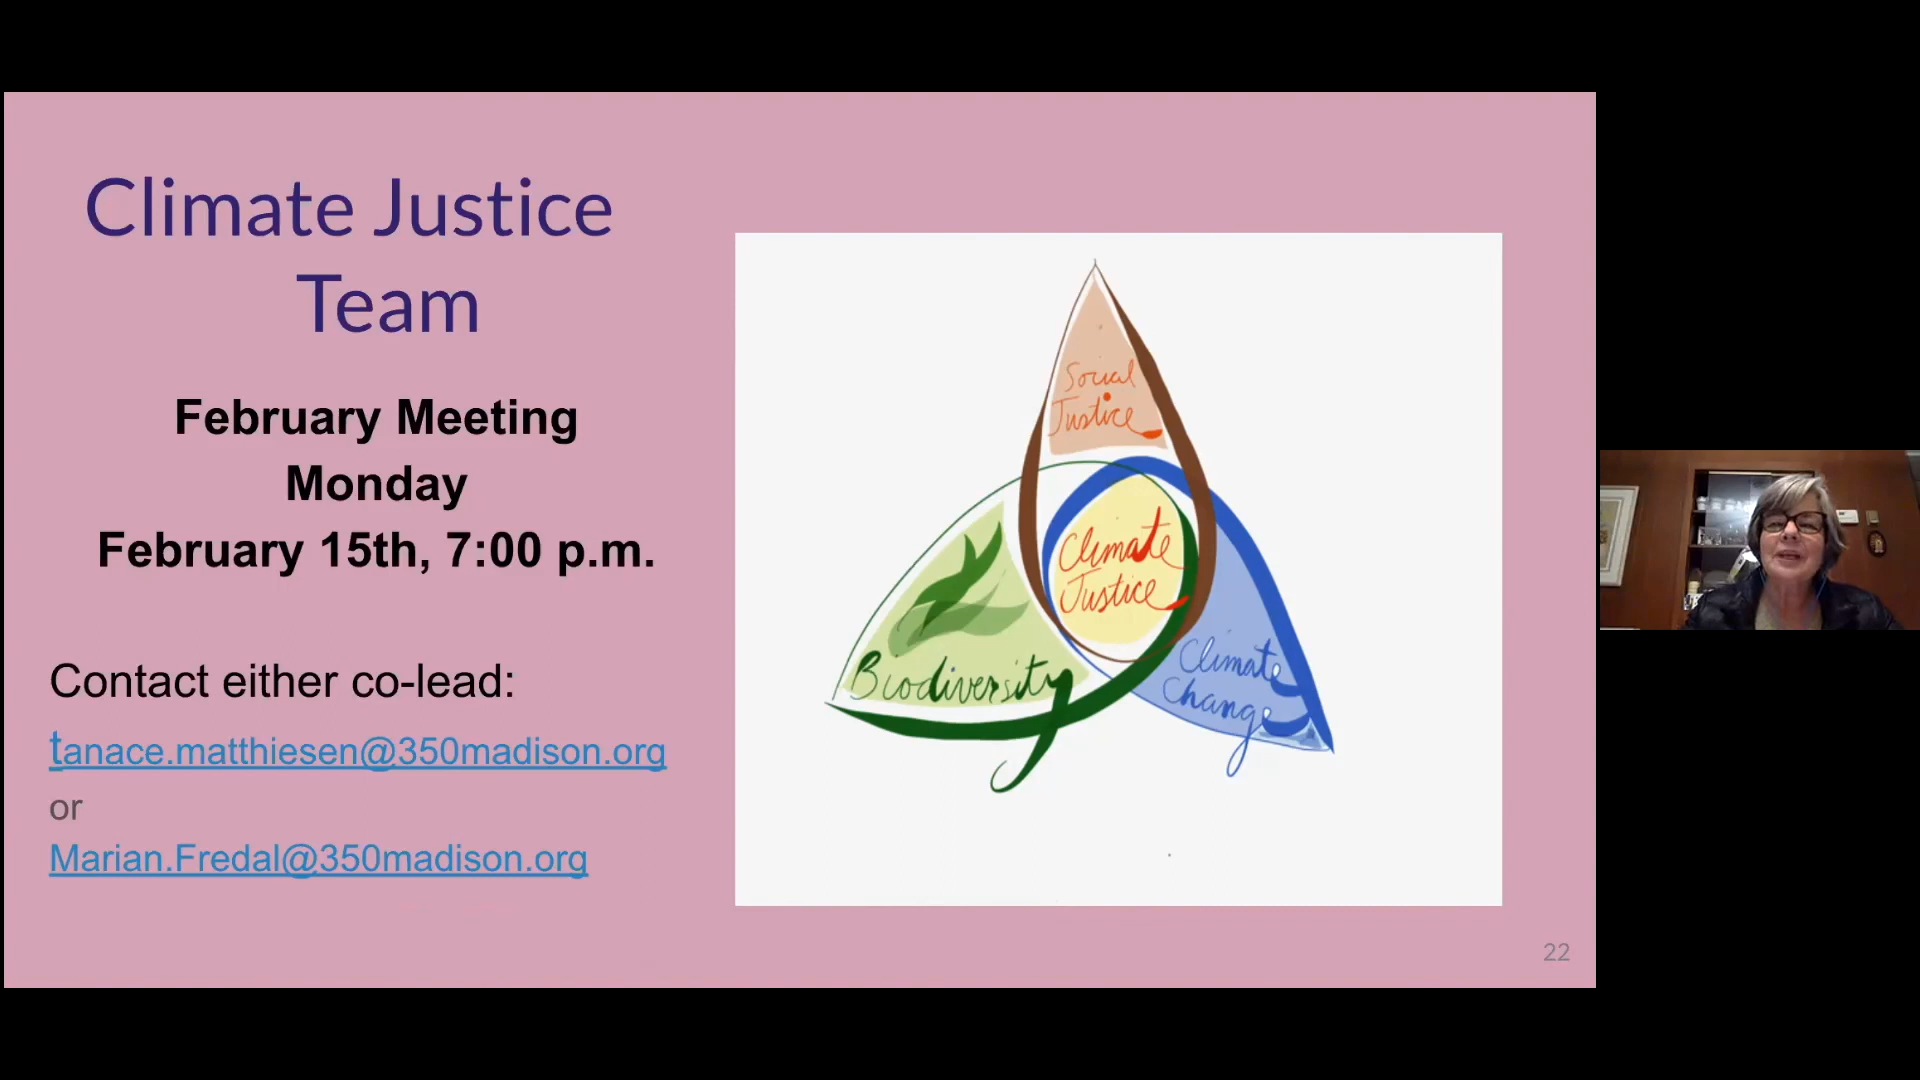 Climate Justice
Team
February Meeting
Monday
February 15th, 7:00 p.m.
Contact either co-lead:
tanace.matthiesen@350madison.org
or
Marian.Fredal@350madison.org
Social
Justice
Climate
Justice
Biodiversity
Climate
Change
22